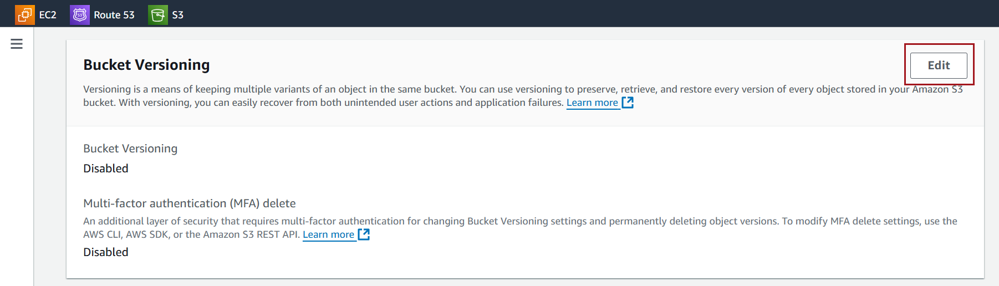 EC2 Route 53 S3
Bucket Versioning
Edit
Versioning is a means of keeping multiple variants of an object in the same bucket. You can use versioning to preserve, retrieve, and restore every version of every object stored in your Amazon S3
bucket. With versioning, you can easily recover from both unintended user actions and application failures. Learn more
Bucket Versioning
Disabled
Multi-factor authentication (MFA) delete
An additional layer of security that requires multi-factor authentication for changing Bucket Versioning settings and permanently deleting object versions. To modify MFA delete settings, use the
AWS CLI, AWS SDK, or the Amazon S3 REST API. Learn more
Disabled